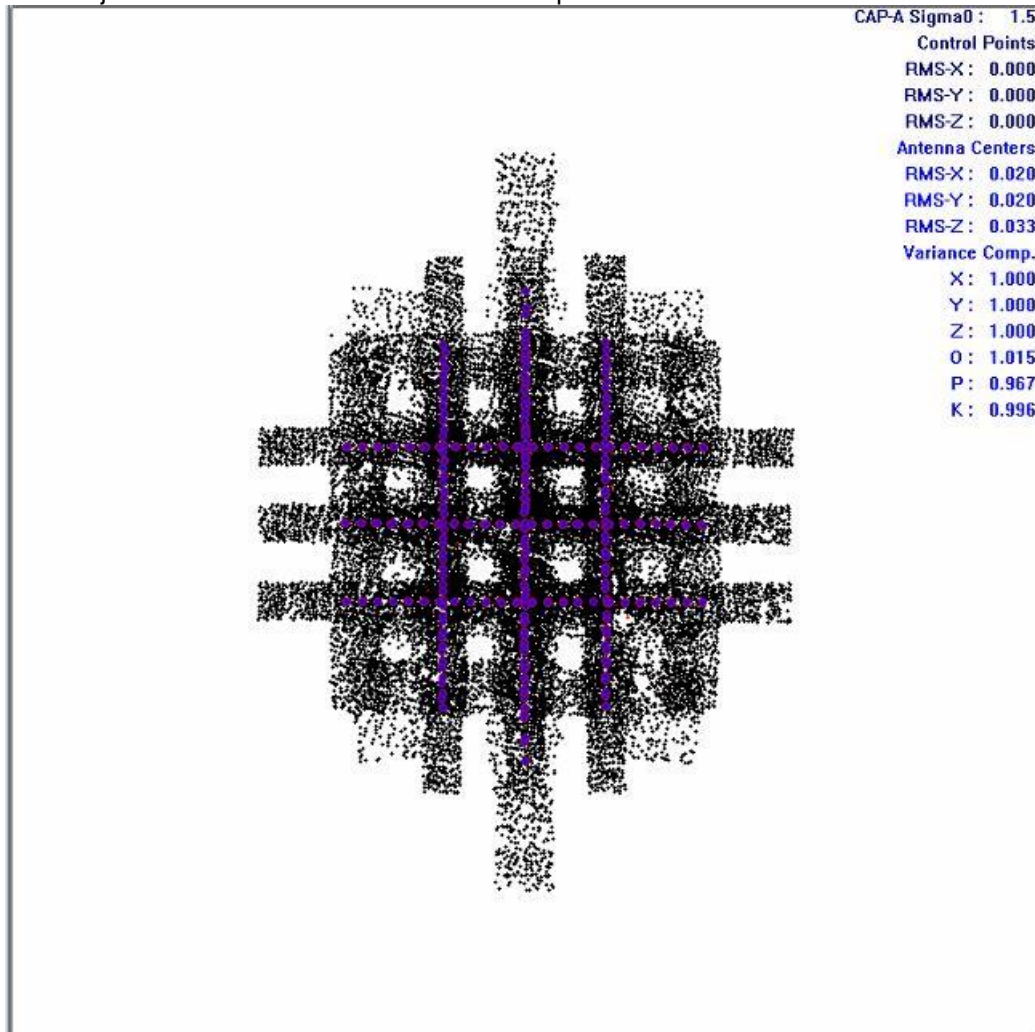 CAP-A Sigma0 : 1.5
Control Points
RMS-X : 0.000
RMS-Y : 0.000
RMS-Z : 0.000
Antenna Centers
RMS-X : 0.020
RMS-Y : 0.020
RMS-Z : 0.033
Variance Comp.
X : 1.000
Y : 1.000
Z : 1.000
O : 1.015
P : 0.967
K : 0.996